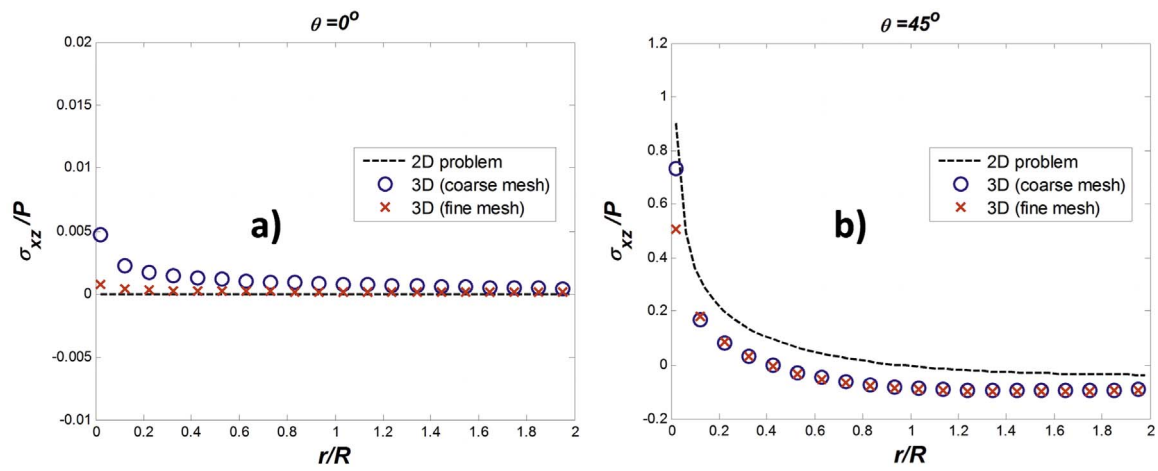 θ =0º
0.02
0.015
0.01
0.005
0
-0.005
-0.01
σxz /P
0 0.2 0.4 0.6 0.8 1 1.2 1.4 1.6 1.8 2
r/R
2D problem
3D (coarse mesh)
3D (fine mesh)
a)
θ =45º
1.2
1
0.8
0.6
0.4
0.2
0
-0.2
σxz /P
0 0.2 0.4 0.6 0.8 1 1.2 1.4 1.6 1.8 2
r/R
2D problem
3D (coarse mesh)
3D (fine mesh)
b)